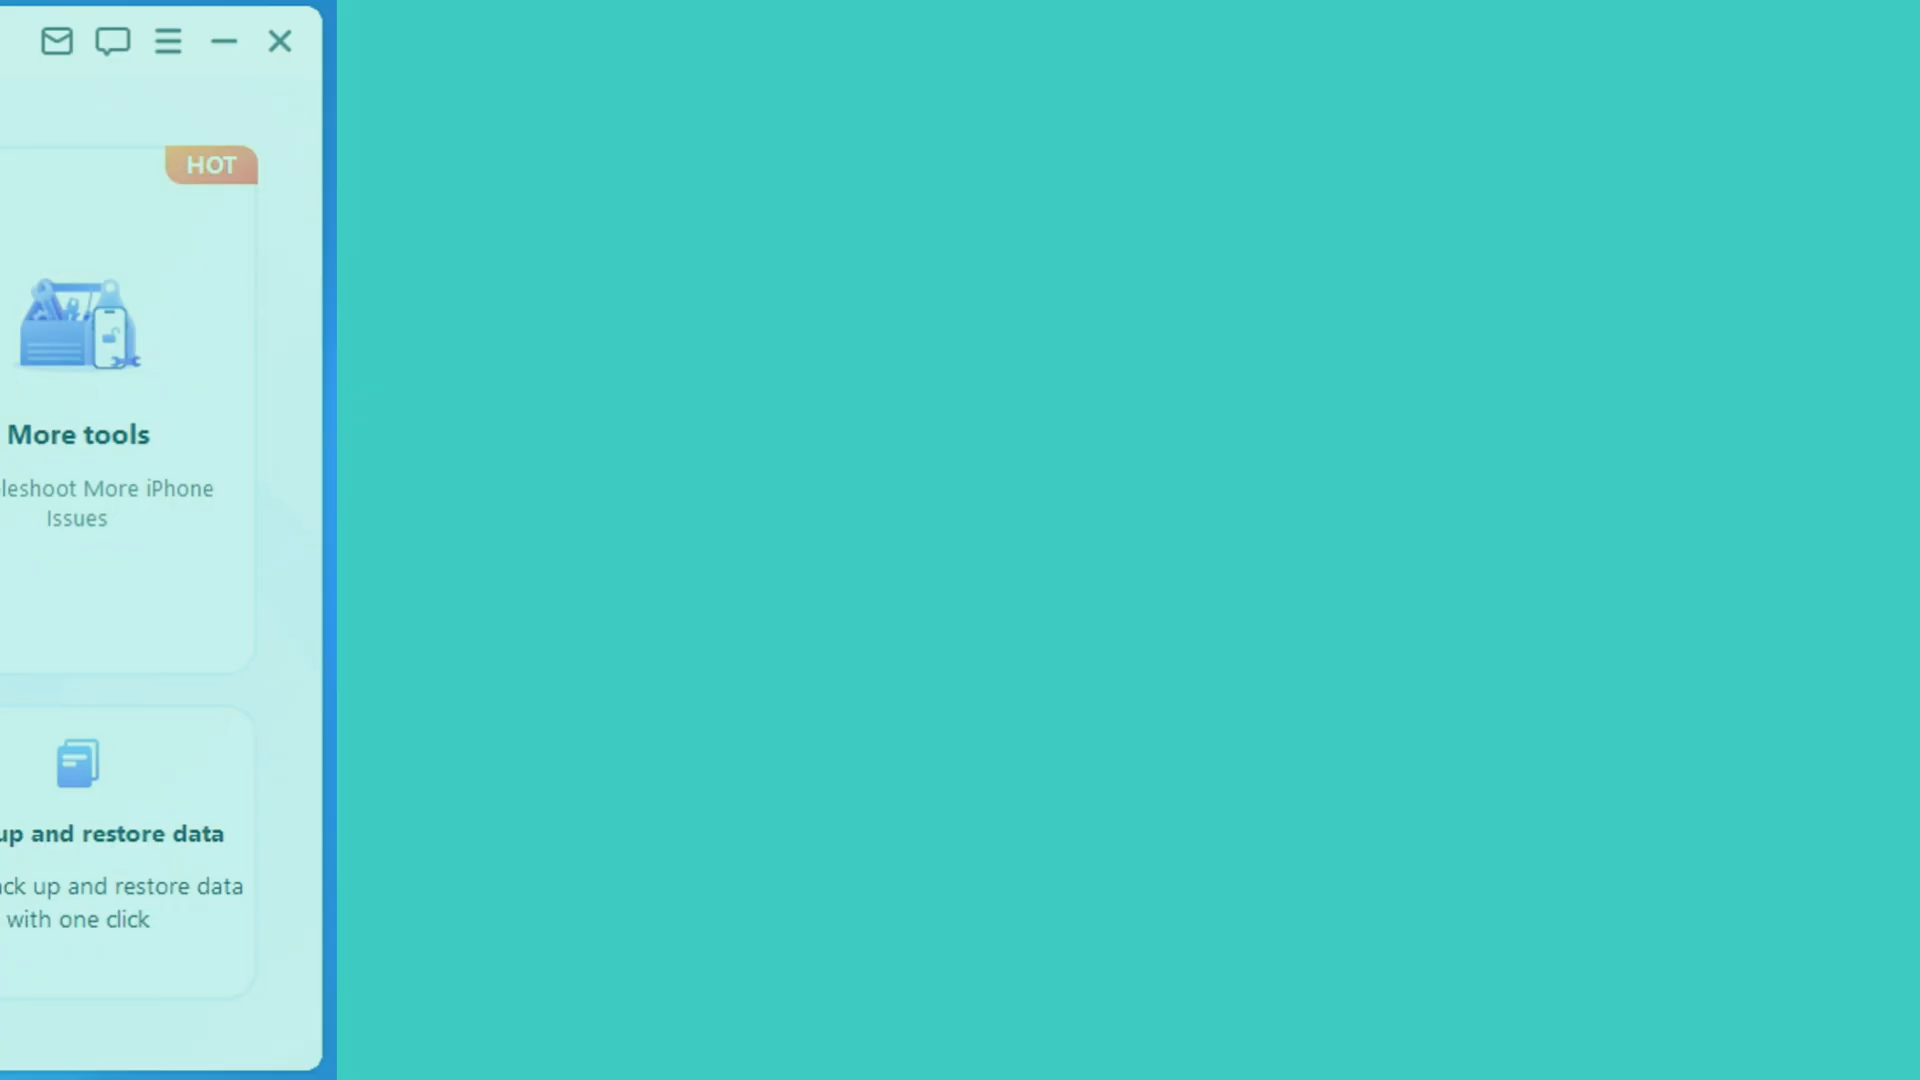 HOT
More tools
leshoot More iPhone
Issues
up and restore data
ck up and restore data
with one click